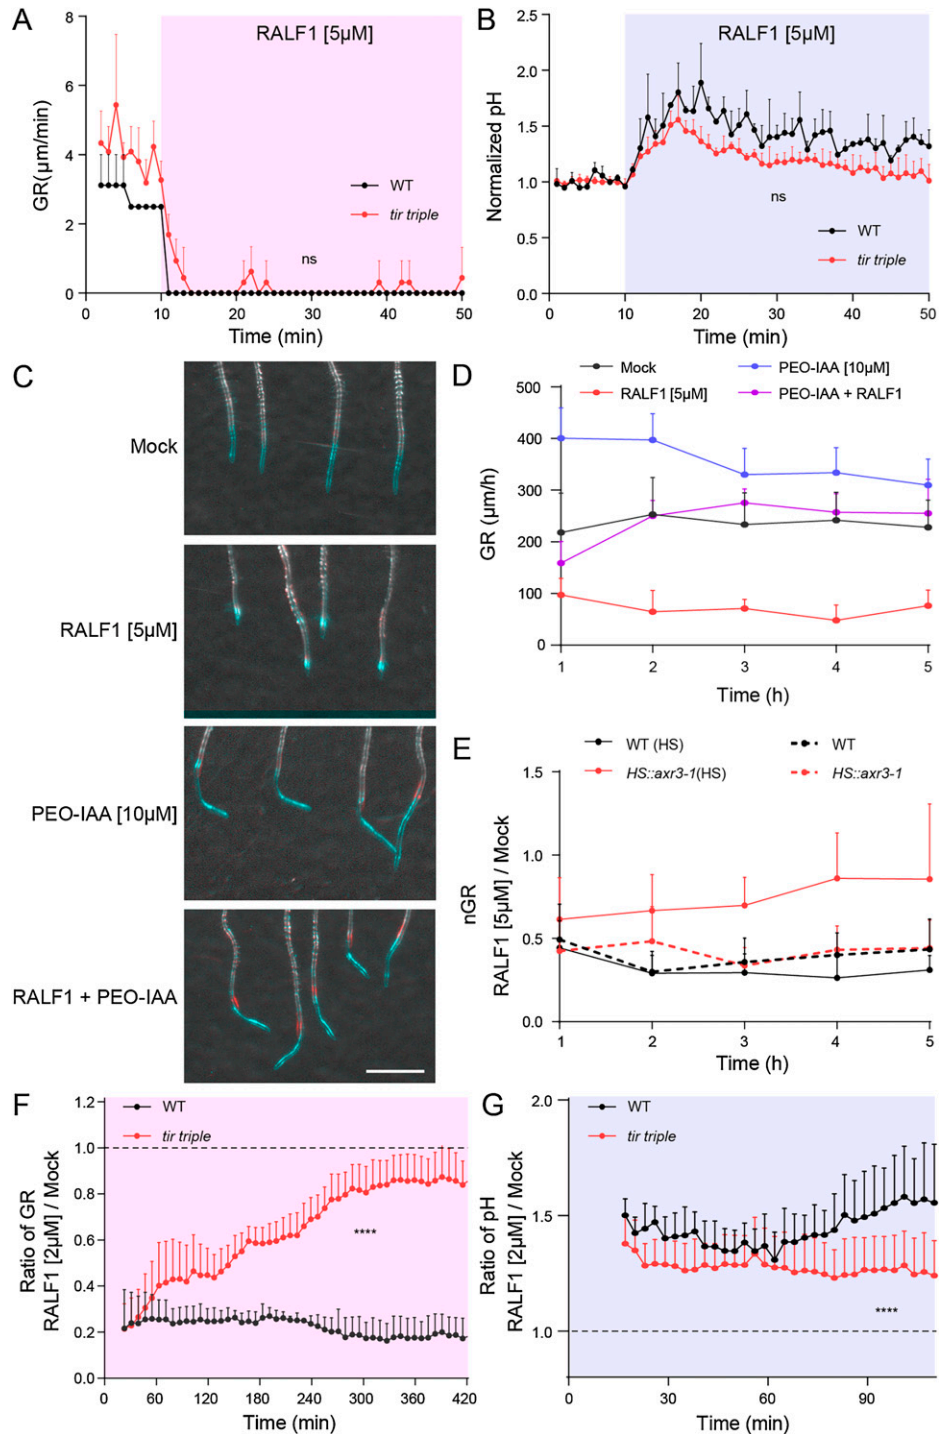 A
RALF1 [5µM]
GR(µm/min)
8
6
4
2
0
WT
tir triple
ns
0 10 20 30 40 50
Time (min)
B
RALF1 [5µM]
Normalized pH
2.5
2.0
1.5
1.0
0.5
0.0
ns
WT
tir triple
0 10 20 30 40 50
Time (min)
C
Mock
RALF1 [5µM]
PEO-IAA [10µM]
RALF1 + PEO-IAA
D
Mock
PEO-IAA [10µM]
RALF1 [5µM]
PEO-IAA + RALF1
GR (µm/h)
500
400
300
200
100
0
1 2 3 4 5
Time (h)
E
WT (HS)
WT
HS::axr3-1(HS)
HS::axr3-1
nGR
RALF1 [5µM] / Mock
1.5
1.0
0.5
0.0
1 2 3 4 5
Time (h)
F
WT
tir triple
Ratio of GR
RALF1 [2µM] / Mock
1.2
1.0
0.8
0.6
0.4
0.2
0.0
****
0 60 120 180 240 300 360 420
Time (min)
G
WT
tir triple
Ratio of pH
RALF1 [2µM] / Mock
2.0
1.5
1.0
****
0 30 60 90
Time (min)